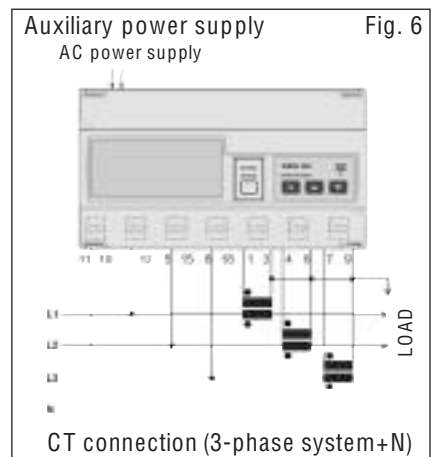 Auxiliary power supply Fig. 6
AC power supply
11 10 12 5 15 8 1 3 4 6 7 9
L1
L2
L3
N
LOAD
CT connection (3-phase system+N)